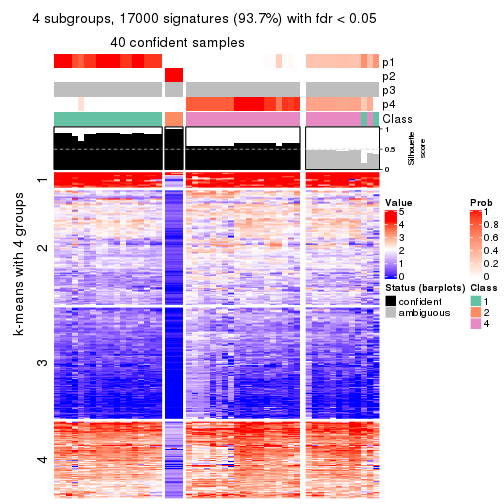 4 subgroups, 17000 signatures (93.7%) with fdr < 0.05
40 confident samples
p1
p2
p3
p4
Class
1
0.5
0
Silhouette
score
k-means with 4 groups
1
2
3
4
Value
5
4
3
2
1
0
Prob
1
0.8
0.6
0.4
0.2
0
Status (barplots)
confident
ambiguous
Class
1
2
4